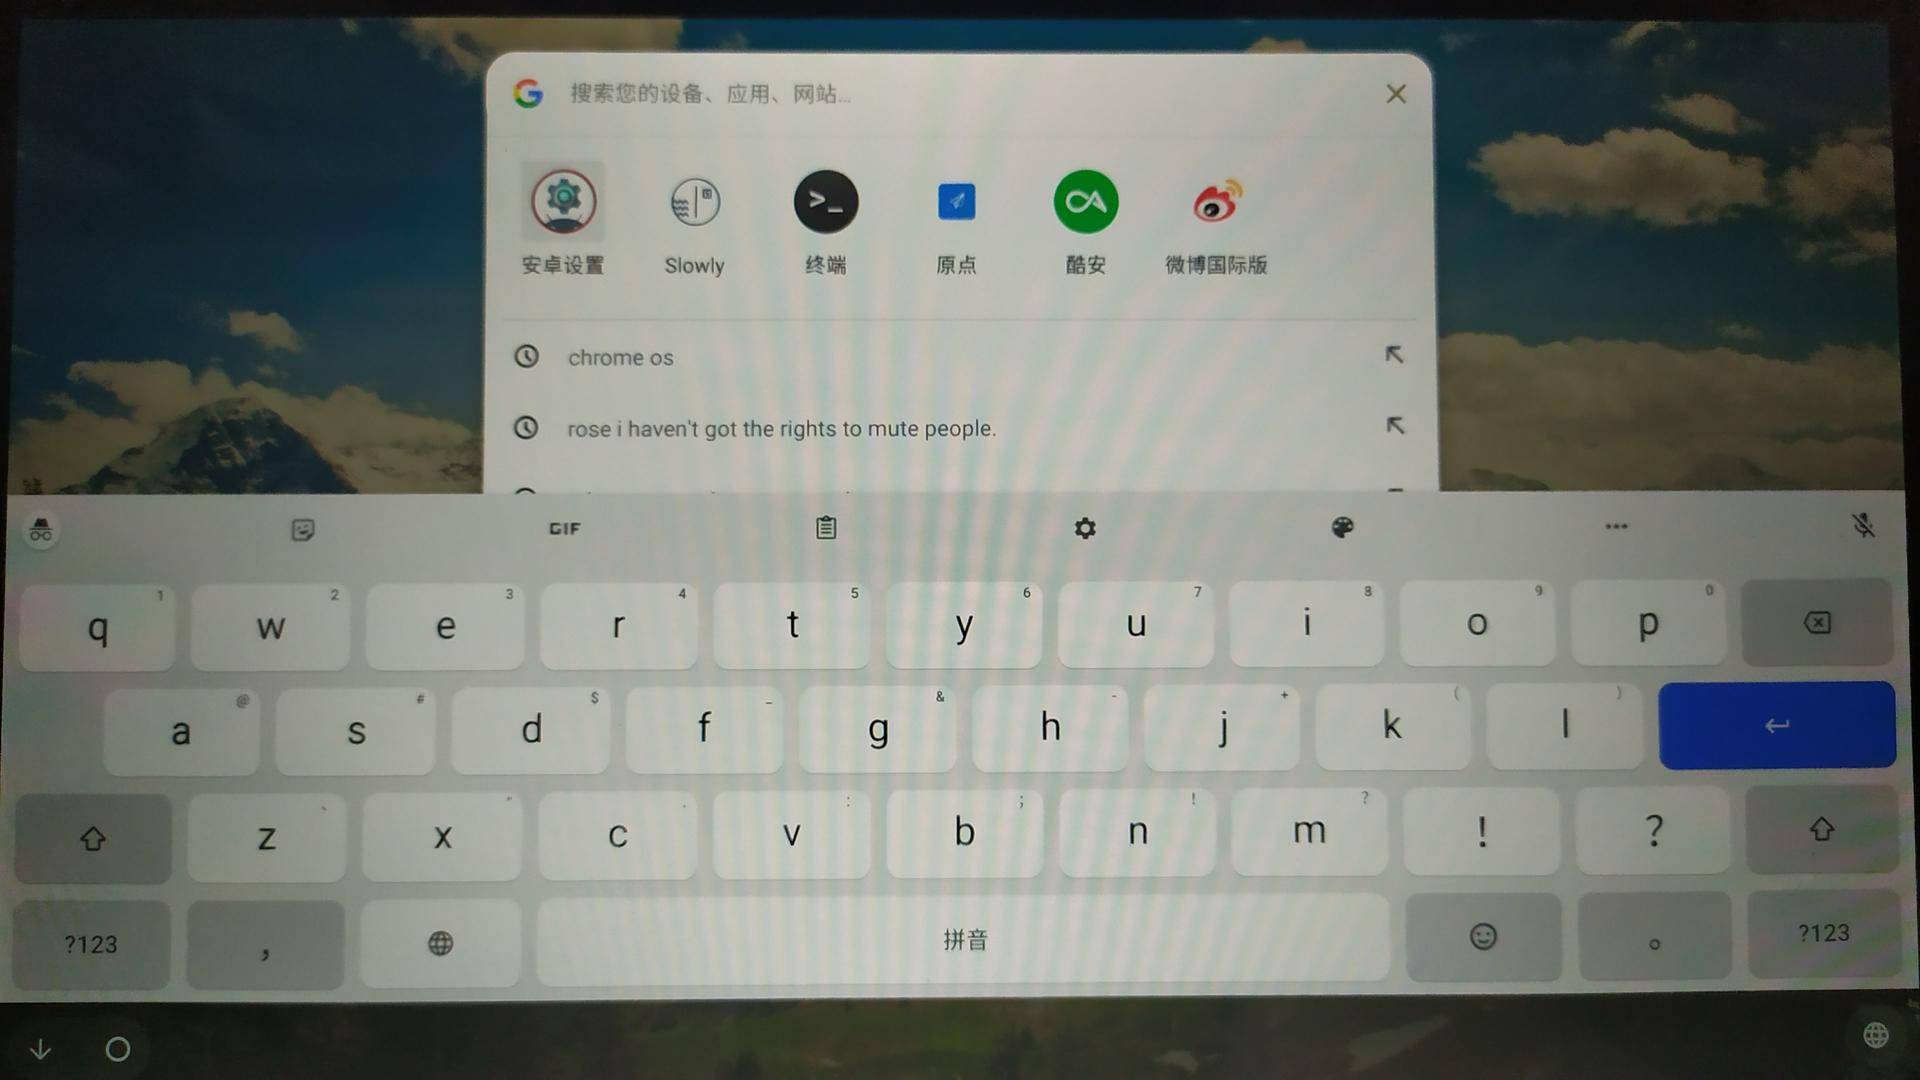 搜索您的设备、应用、网站...
安卓设置 Slowly 终端 原点 酷安 微博国际版
chrome os
rose i haven't got the rights to mute people.
GIF
1 2 3 4 5 6 7 8 9 0
q w e r t y u i o p
@ # $ _ & - + ( )
a s d f g h j k l
: ; ! ?
z x c v b n m ! ?
?123 , 拼音 。 ?123